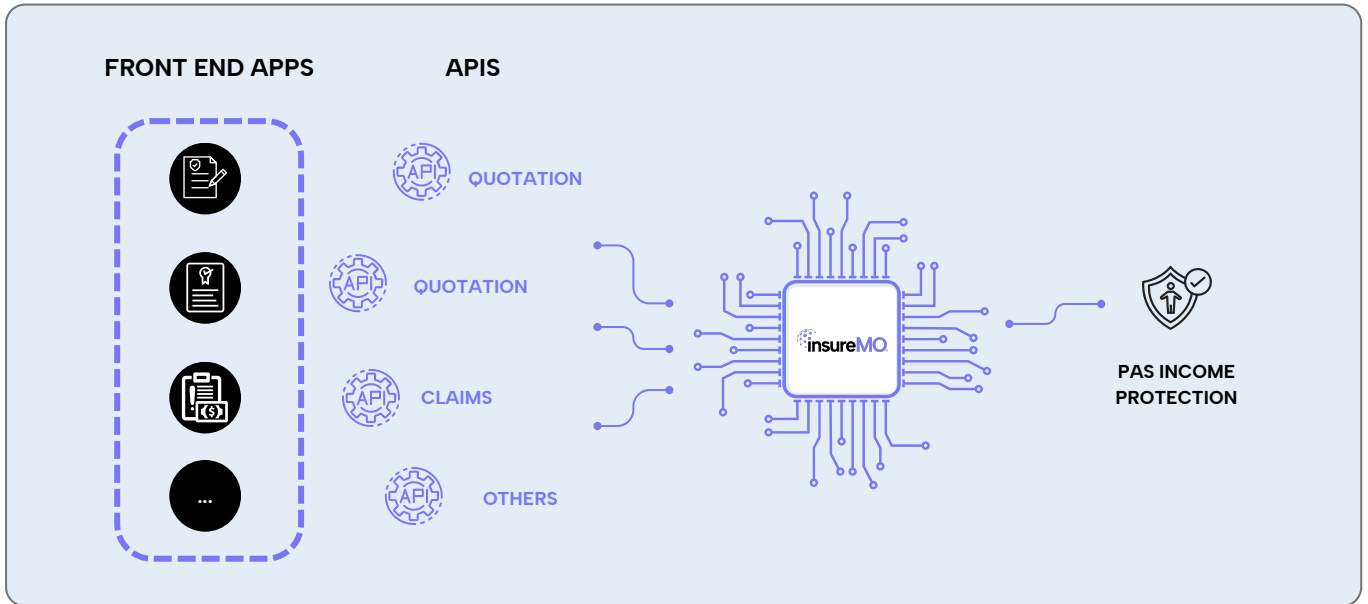 FRONT END APPS
APIS
API
QUOTATION
API
QUOTATION
API
CLAIMS
...
API
OTHERS
insureMO
PAS INCOME
PROTECTION